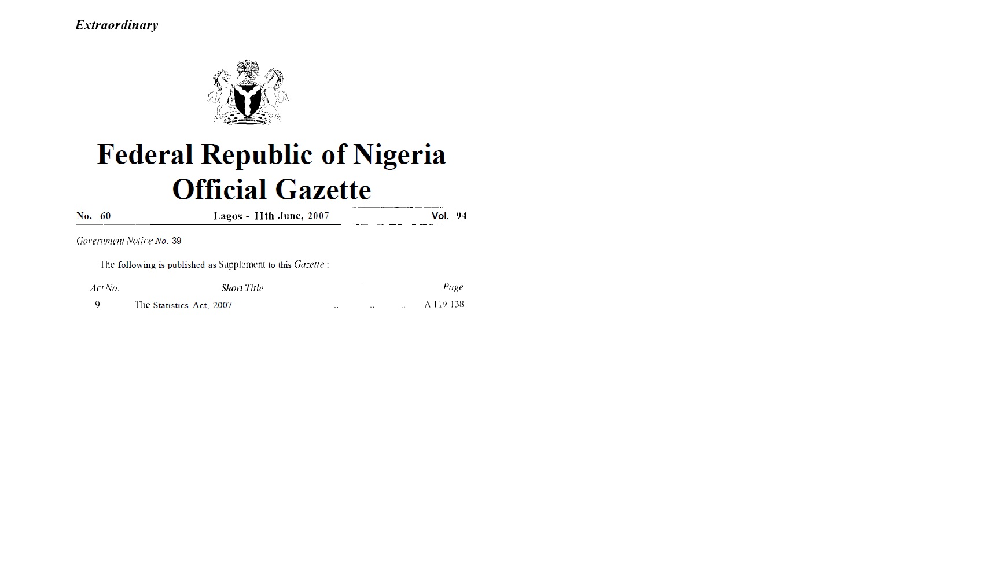 Extraordinary
Federal Republic of Nigeria
Official Gazette
No. 60 Lagos - 11th June, 2007 Vol. 94
Government Notice No. 39
The following is published as Supplement to this Gazette :
Act No. Short Title Page
9 The Statistics Act, 2007 .. .. .. A 119-138